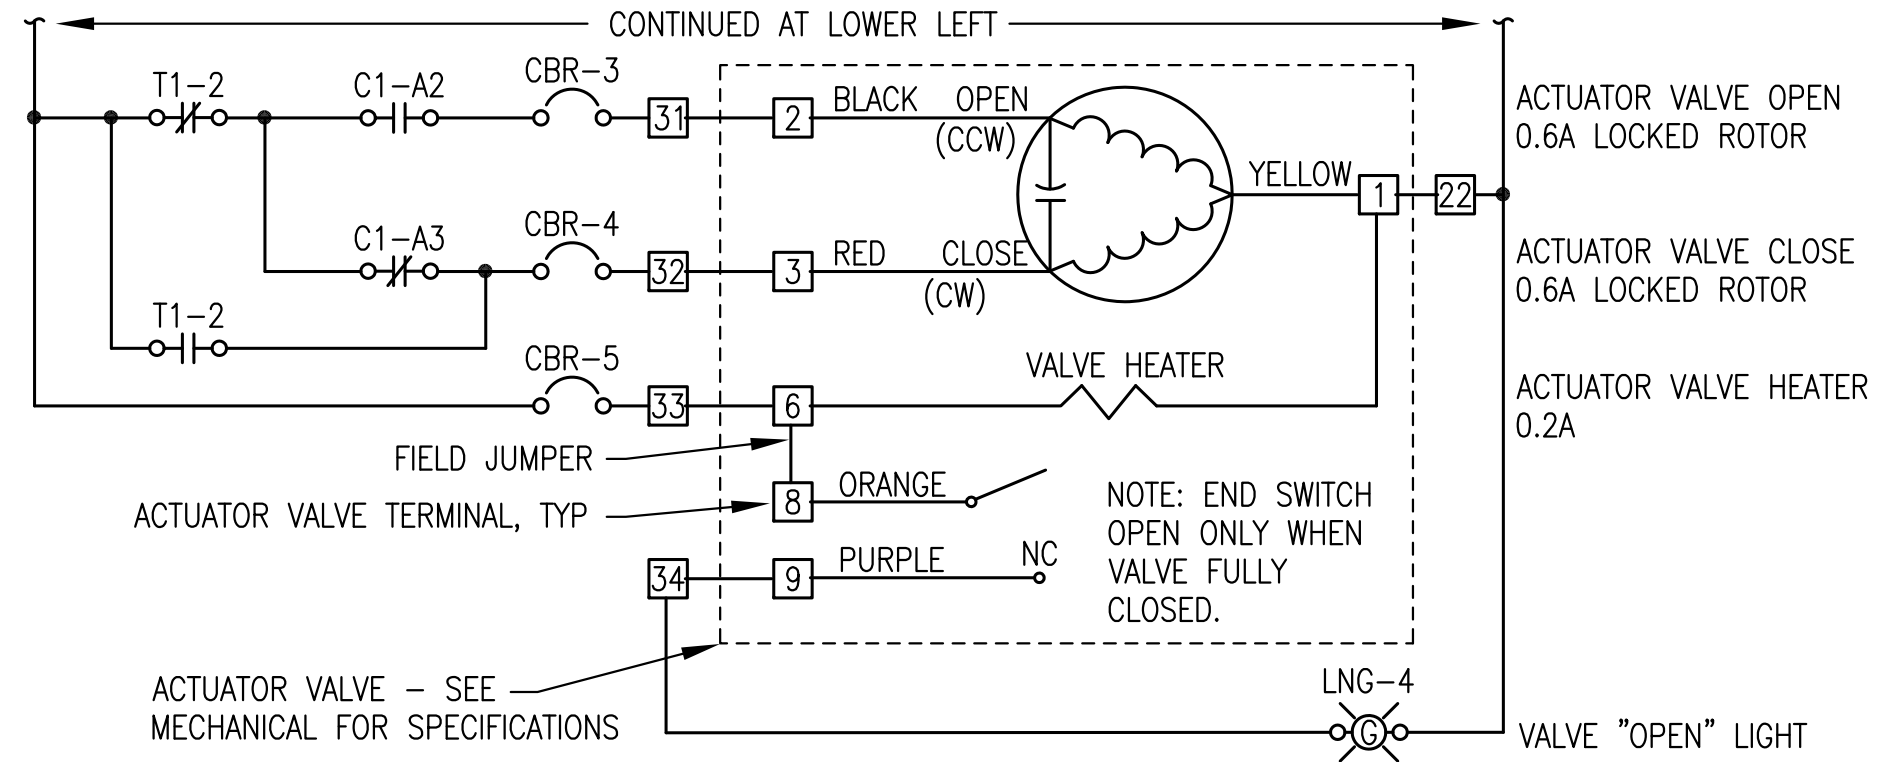 CONTINUED AT LOWER LEFT
T1-2
C1-A2
CBR-3
31
2
BLACK OPEN
(CCW)
ACTUATOR VALVE OPEN
0.6A LOCKED ROTOR
YELLOW
1
22
C1-A3
CBR-4
32
3
RED CLOSE
(CW)
ACTUATOR VALVE CLOSE
0.6A LOCKED ROTOR
T1-2
CBR-5
33
6
VALVE HEATER
ACTUATOR VALVE HEATER
0.2A
FIELD JUMPER
ACTUATOR VALVE TERMINAL, TYP
8
ORANGE
NOTE: END SWITCH
OPEN ONLY WHEN
VALVE FULLY
CLOSED.
34
9
PURPLE
NC
ACTUATOR VALVE - SEE
MECHANICAL FOR SPECIFICATIONS
LNG-4
G
VALVE "OPEN" LIGHT